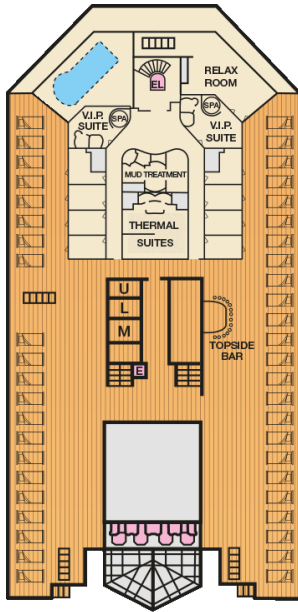 EL
RELAX
ROOM
SPA
V.I.P.
SUITE
SPA
V.I.P.
SUITE
MUD TREATMENT
THERMAL
SUITES
U
L
M
TOPSIDE
BAR
E